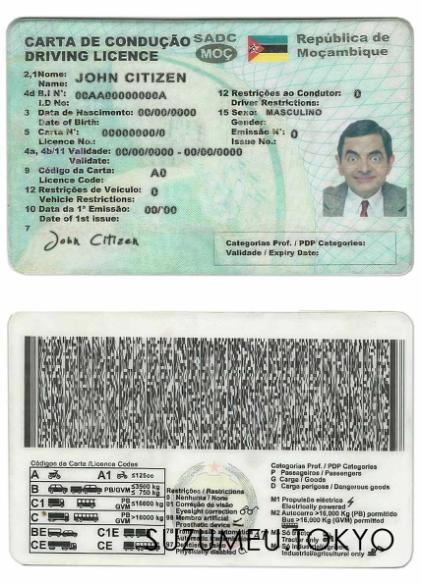 CARTA DE CONDUÇÃO SADC República de
DRIVING LICENCE MOÇ Moçambique
2,1Nome: JOHN CITIZEN
Name:
4d B.I Nº: 00AA00000000A 12 Restrições ao Condutor: 0
I.D No: Driver Restrictions:
3 Data de Nascimento: 00/00/0000 15 Sexo: MASCULINO
Date of Birth: Gender:
5 Carta Nº: 00000000/0 Emissão Nº: 0
Licence No.: Issue No.:
4a, 4b/11 Validade: 00/00/0000 - 00/00/0000
Validate:
9 Código da Carta: A0
Licence Code:
12 Restrições de Veículo: 0
Vehicle Restrictions:
10 Data da 1ª Emissão: 00/00
Date of 1st issue:
7 John Citizen
Categorias Prof. / PDP Categories:
Validade / Expiry Date:
Códigos da Carta /Licence Codes Categorias Prof. / PDP Categories:
A A1 ≤125cc P Passageiros / Passengers
G Carga / Goods
B PB/GVM ≤3500 kg ≤ 750 kg Restrições / Restrictions D Carga perigosa / Dangerous goods
0 Nenhuma / None
C1 PB GVM ≤16000 kg 01 Correção da visão M1 Propulsão eléctrica
Eyesight correction Electrically powered
C PB GVM >16000 kg 02 Membro artificial M2 Autocarro >16,000 Kg (PB) permitido
Prosthetic device Bus >16,000 Kg (GVM) permitted
BE C1E
CE CE Industrial/agricultural only
Physically disabled
SUZUMEU.TOKYO